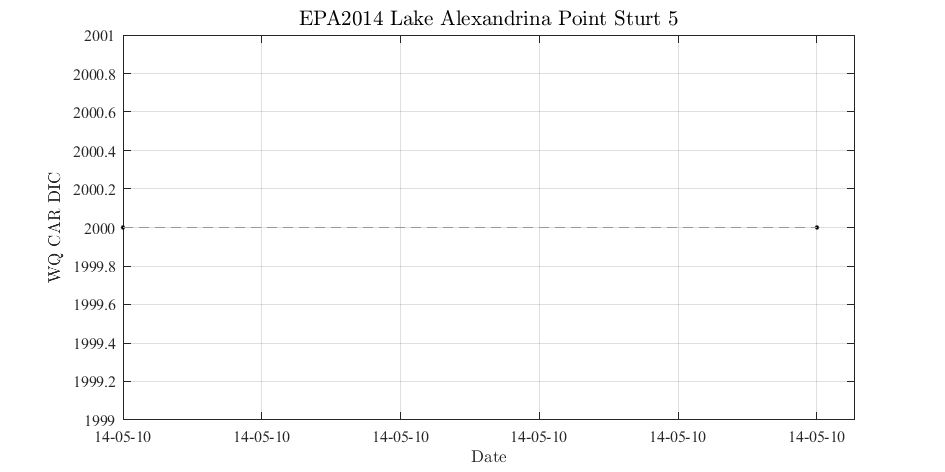 EPA2014 Lake Alexandrina Point Sturt 5
2001
2000.8
2000.6
2000.4
2000.2
2000
1999.8
1999.6
1999.4
1999.2
1999
WQ CAR DIC
14-05-10 14-05-10 14-05-10 14-05-10 14-05-10 14-05-10
Date